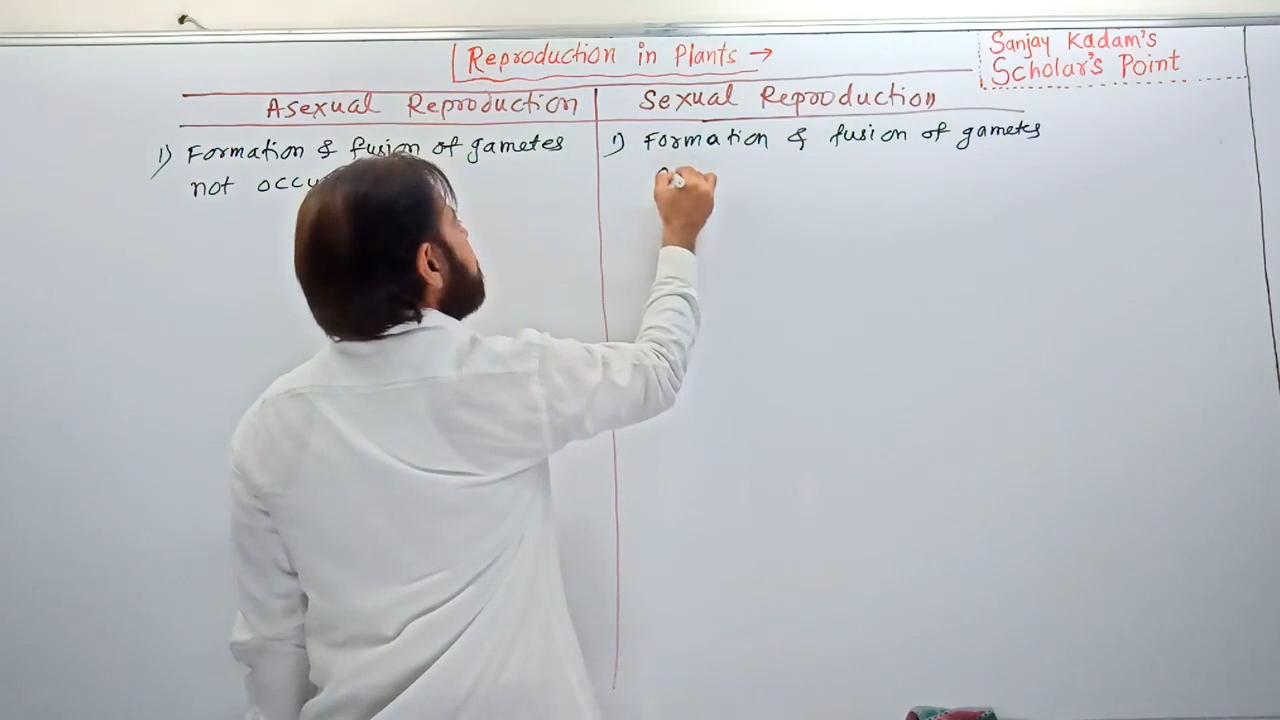 Reproduction in Plants →
Sanjay Kadam's
Scholar's Point
Asexual Reproduction
Sexual Reproduction
1) Formation & fusion of gametes
not
1) Formation & fusion of gametes